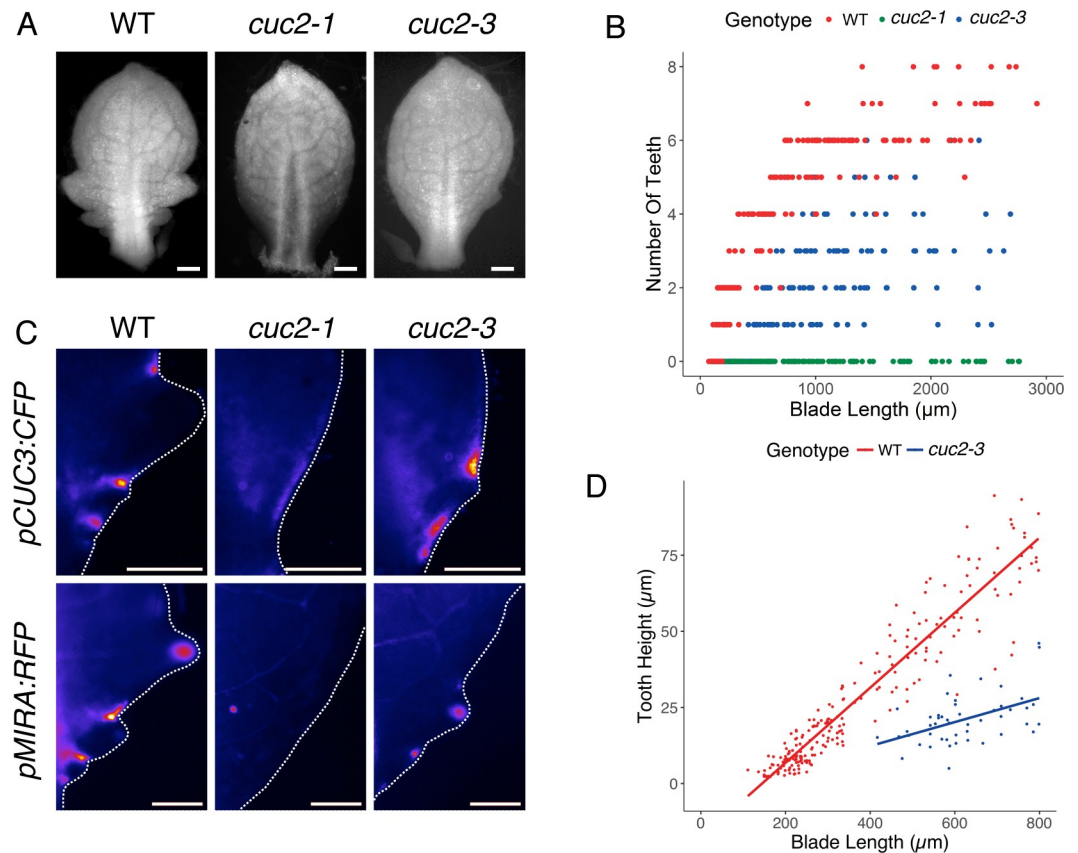 A
WT
cuc2-1
cuc2-3
B
Genotype WT cuc2-1 cuc2-3
Number Of Teeth
8
6
4
2
0
0 1000 2000 3000
Blade Length (µm)
C
WT
cuc2-1
cuc2-3
pCUC3:CFP
pMIRA:RFP
D
Genotype WT cuc2-3
Tooth Height (µm)
75
50
25
0
0 200 400 600 800
Blade Length (µm)